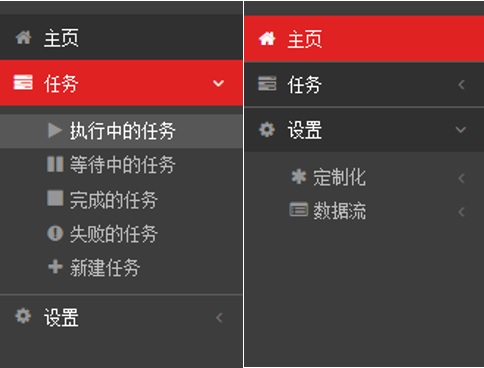 主页
任务
执行中的任务
等待中的任务
完成的任务
失败的任务
新建任务
设置
主页
任务
设置
定制化
数据流